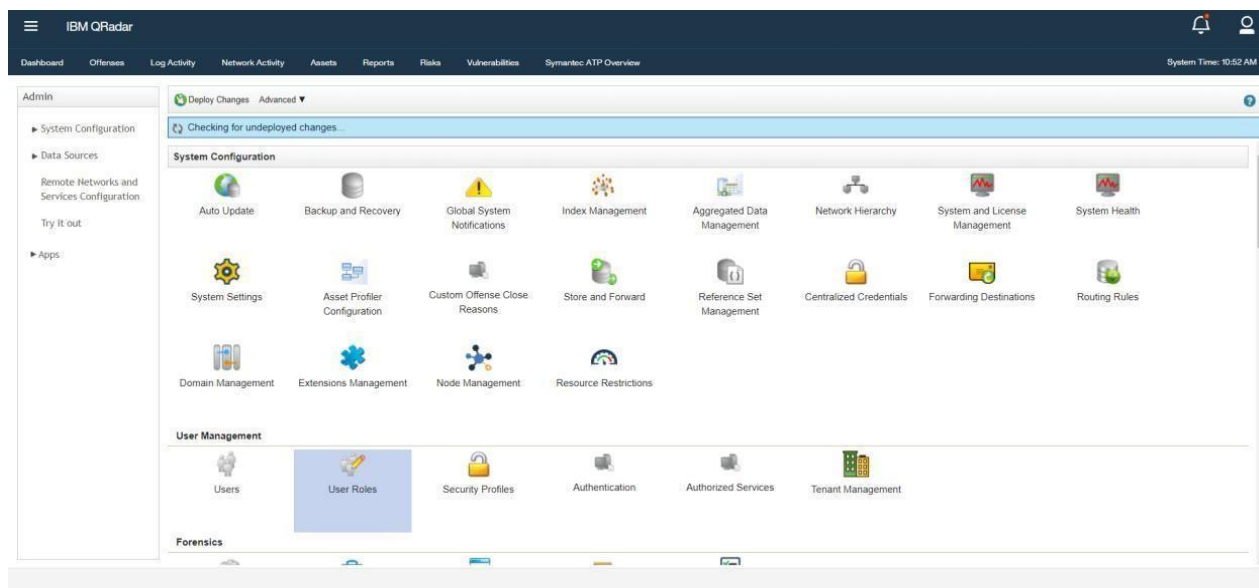 IBM QRadar
Dashboard Offenses Log Activity Network Activity Assets Reports Risks Vulnerabilities Symantec ATP Overview System Time: 10:52 AM
Admin
System Configuration
Data Sources
Remote Networks and
Services Configuration
Try it out
Apps
Deploy Changes Advanced ▼
Checking for undeployed changes...
System Configuration
Auto Update
Backup and Recovery
Global System
Notifications
Index Management
Aggregated Data
Management
Network Hierarchy
System and License
Management
System Health
System Settings
Asset Profiler
Configuration
Custom Offense Close
Reasons
Store and Forward
Reference Set
Management
Centralized Credentials
Forwarding Destinations
Routing Rules
Domain Management
Extensions Management
Node Management
Resource Restrictions
User Management
Users
User Roles
Security Profiles
Authentication
Authorized Services
Tenant Management
Forensics